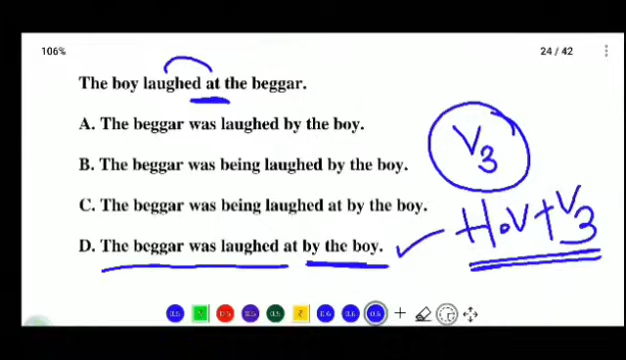 106%
24 / 42
The boy laughed at the beggar.
A. The beggar was laughed by the boy.
B. The beggar was being laughed by the boy.
C. The beggar was being laughed at by the boy.
D. The beggar was laughed at by the boy.
V3
H.V+V3